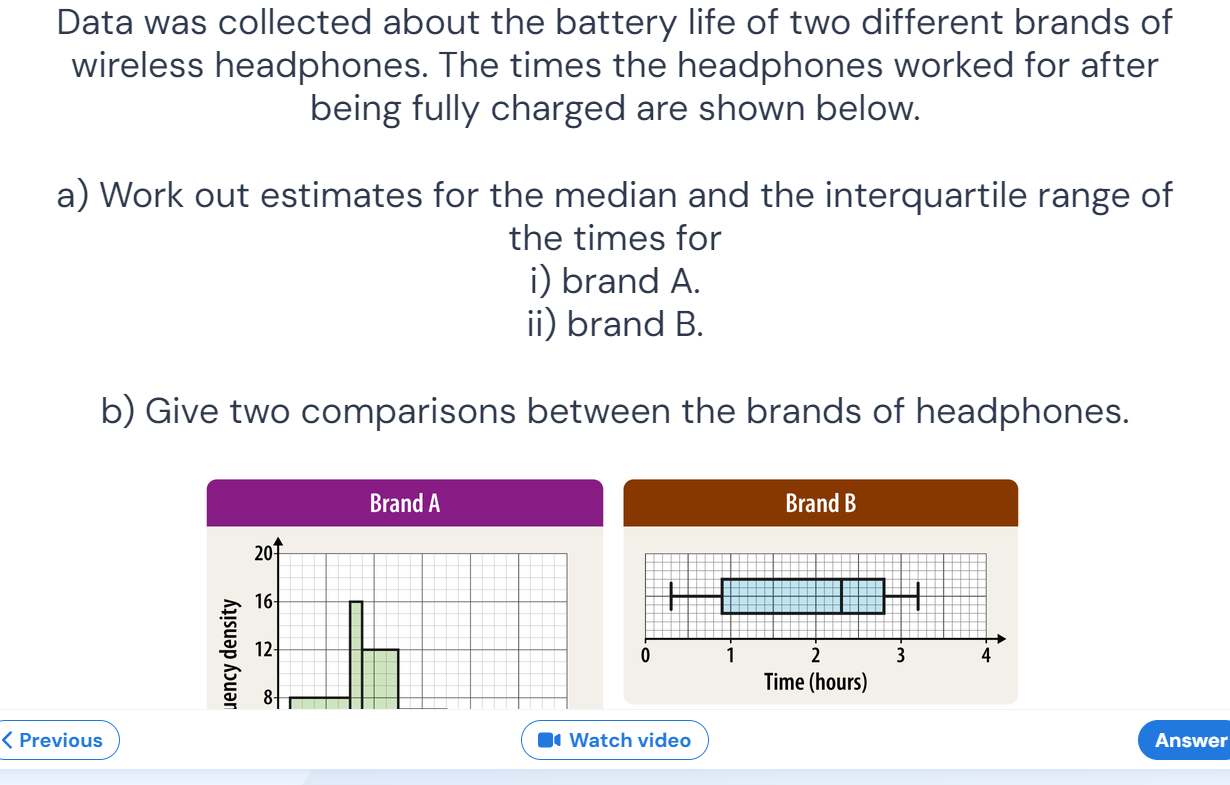 Data was collected about the battery life of two different brands of
wireless headphones. The times the headphones worked for after
being fully charged are shown below.
a) Work out estimates for the median and the interquartile range of
the times for
i) brand A.
ii) brand B.
b) Give two comparisons between the brands of headphones.
Brand A
20
16
12
8
uency density
Brand B
0 1 2 3 4
Time (hours)
Previous
Watch video
Answer